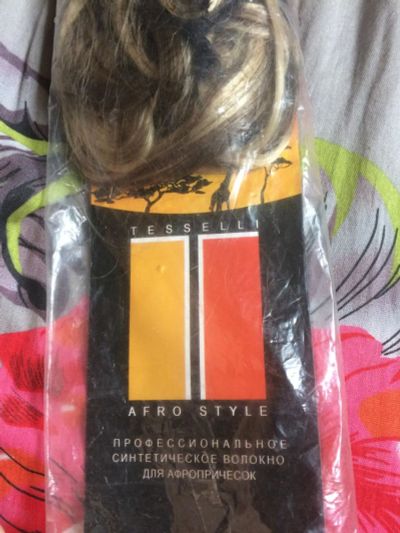 TESSELLI
AFRO STYLE
ПРОФЕССИОНАЛЬНОЕ
СИНТЕТИЧЕСКОЕ ВОЛОКНО
ДЛЯ АФРОПРИЧЕСОК